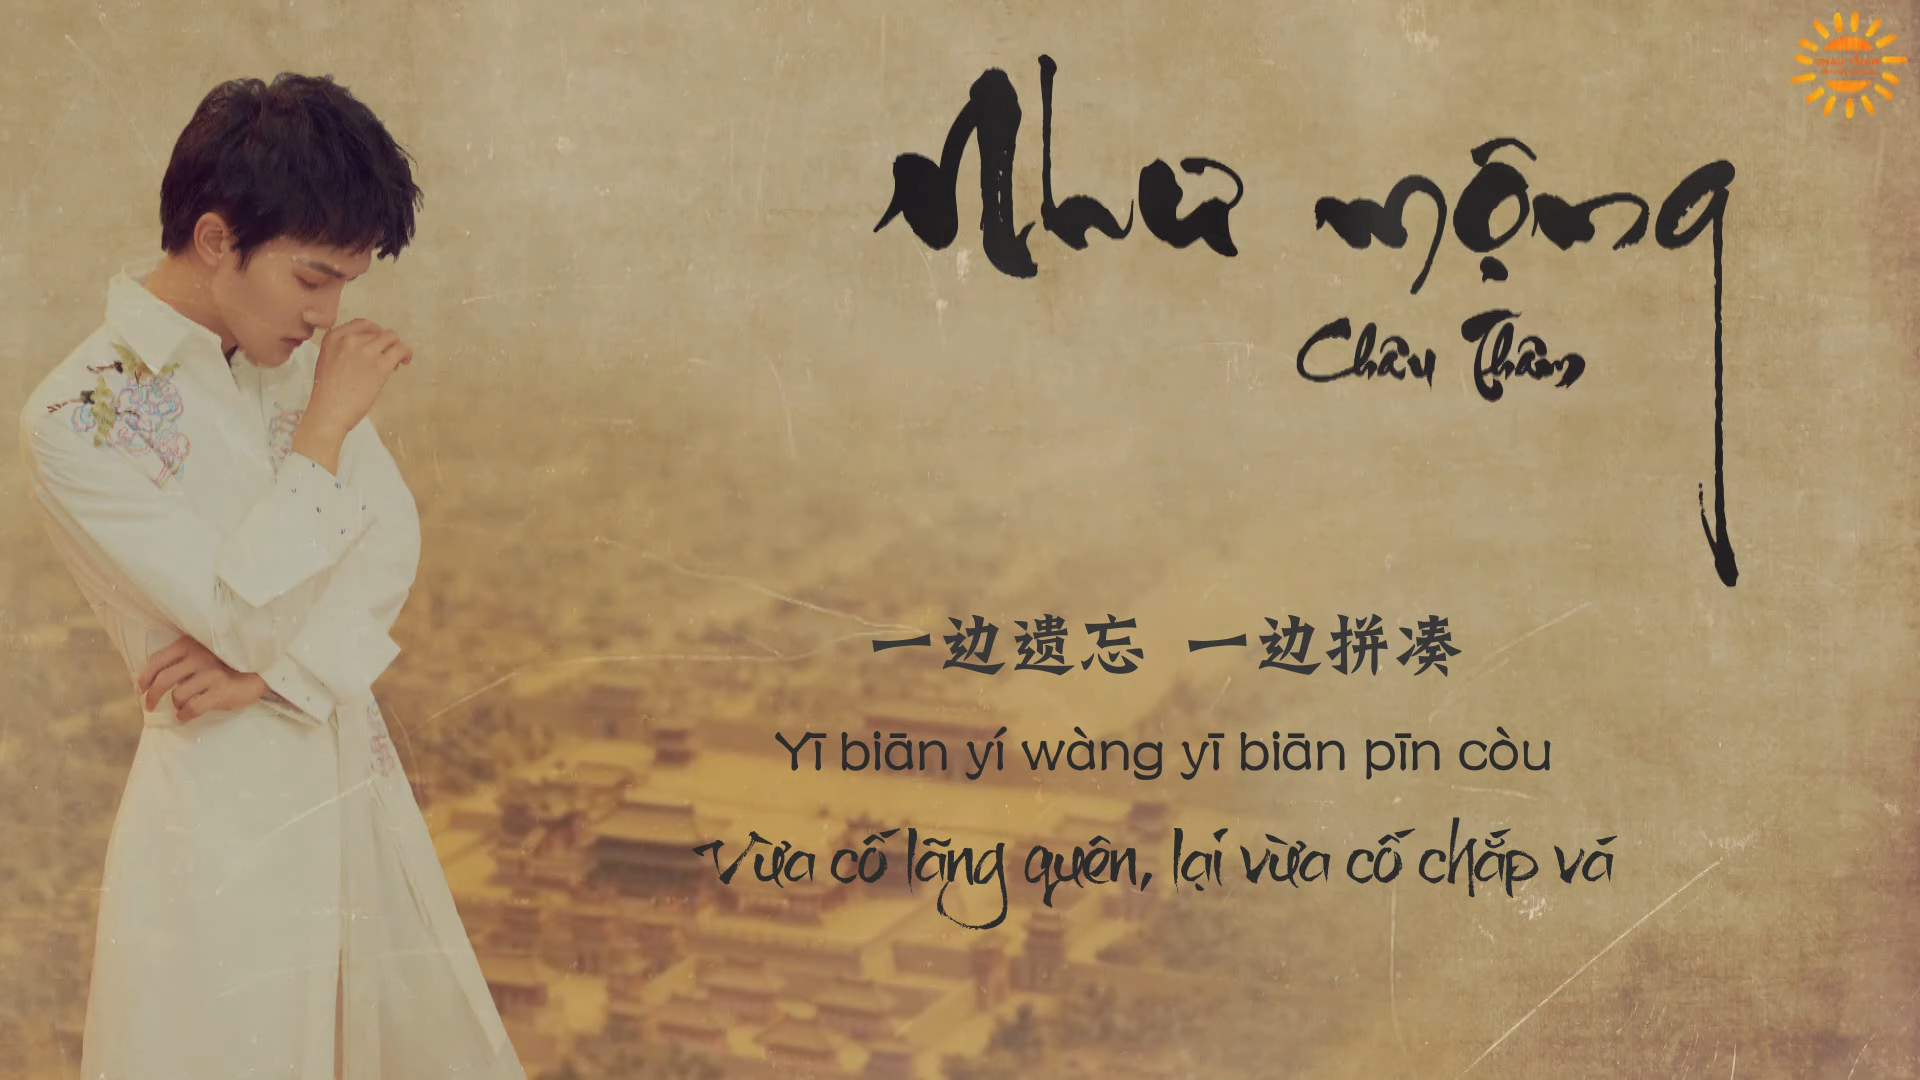 Như mộng
Châu Thâm
一边遗忘 一边拼凑
Yī biān yí wàng yī biān pīn còu
Vừa cố lãng quên, lại vừa cố chắp vá